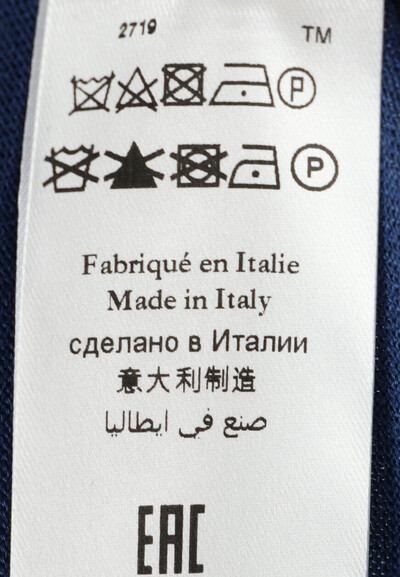 2719 TM
P
P
Fabriqué en Italie
Made in Italy
сделано в Италии
意大利制造
صنع في ايطاليا
EAC